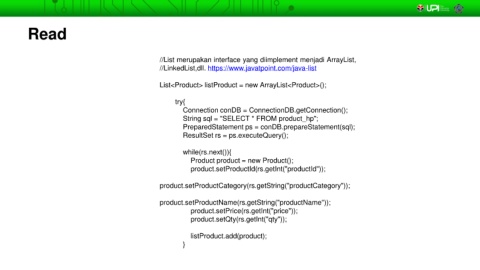 UPI
Read
//List merupakan interface yang diimplement menjadi ArrayList,
//LinkedList,dll. https://www.javatpoint.com/java-list
List<Product> listProduct = new ArrayList<Product>();
try{
Connection conDB = ConnectionDB.getConnection();
String sql = "SELECT * FROM product_hp";
PreparedStatement ps = conDB.prepareStatement(sql);
ResultSet rs = ps.executeQuery();
while(rs.next()){
Product product = new Product();
product.setProductId(rs.getInt("productId"));
product.setProductCategory(rs.getString("productCategory"));
product.setProductName(rs.getString("productName"));
product.setPrice(rs.getInt("price"));
product.setQty(rs.getInt("qty"));
listProduct.add(product);
}